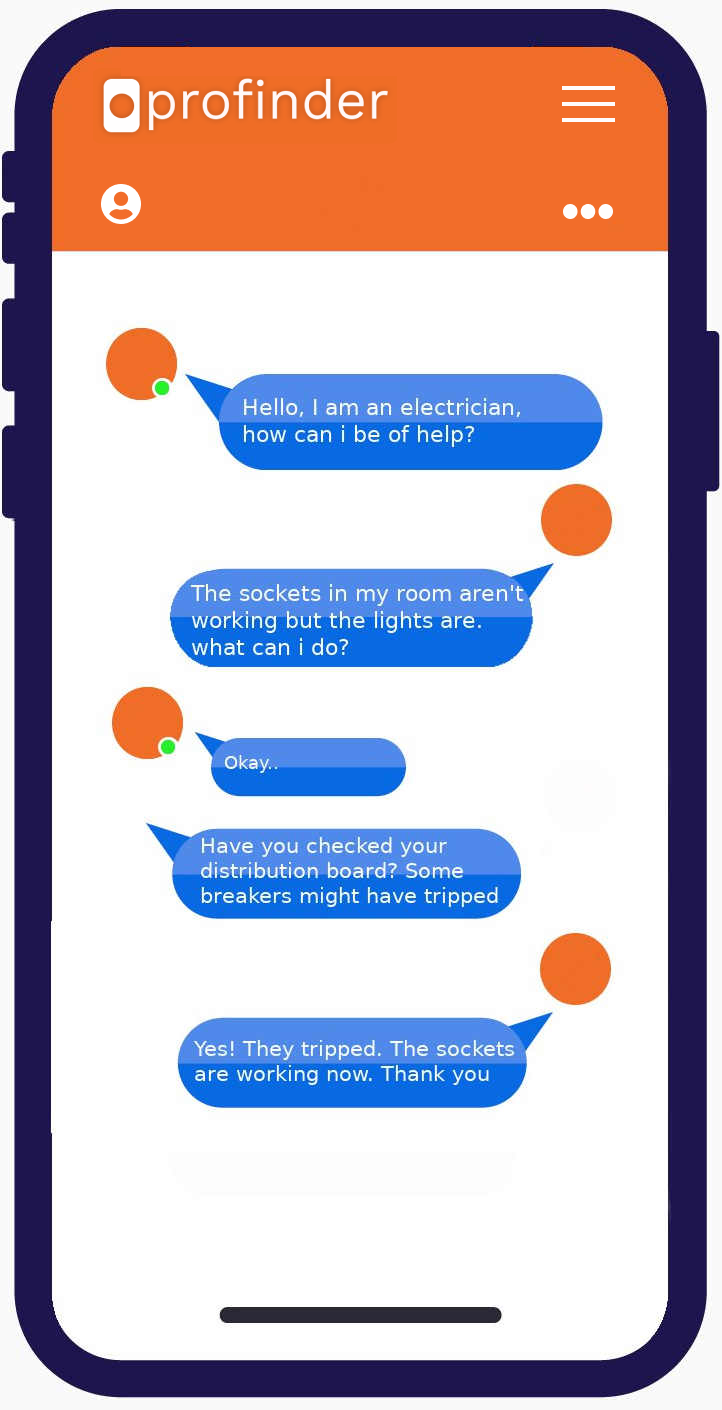 profinder
Hello, I am an electrician,
how can i be of help?
The sockets in my room aren't
working but the lights are.
what can i do?
Okay..
Have you checked your
distribution board? Some
breakers might have tripped
Yes! They tripped. The sockets
are working now. Thank you